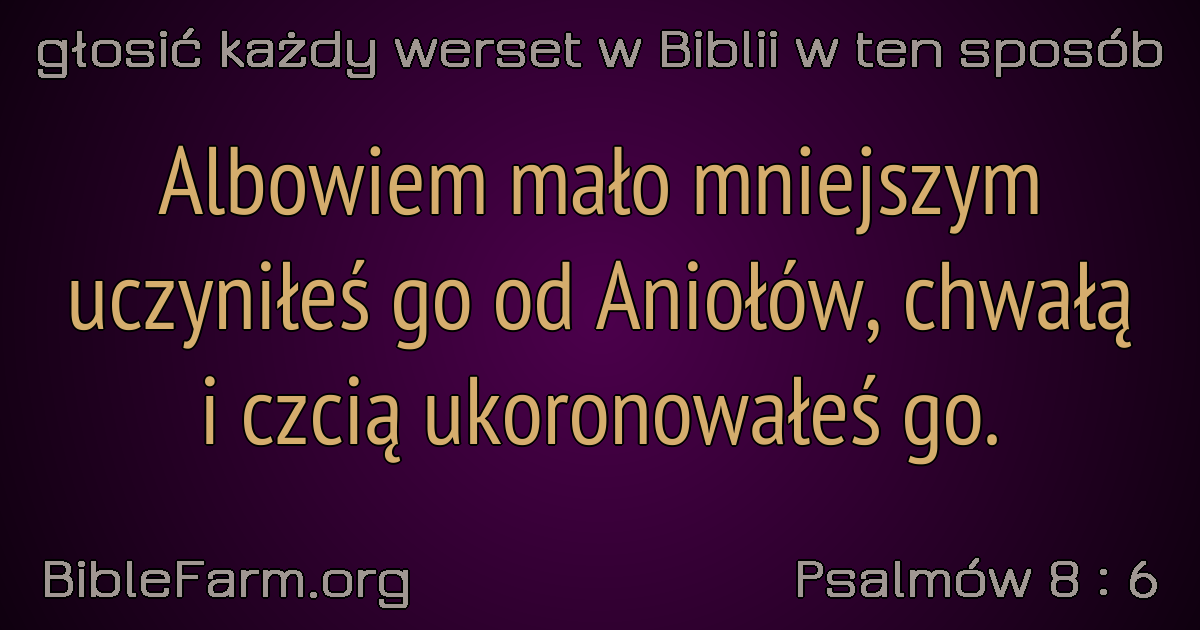 głosić każdy werset w Biblii w ten sposób
Albowiem mało mniejszym
uczyniłeś go od Aniołów, chwałą
i czcią ukoronowałeś go.
BibleFarm.org
Psalmów 8 : 6